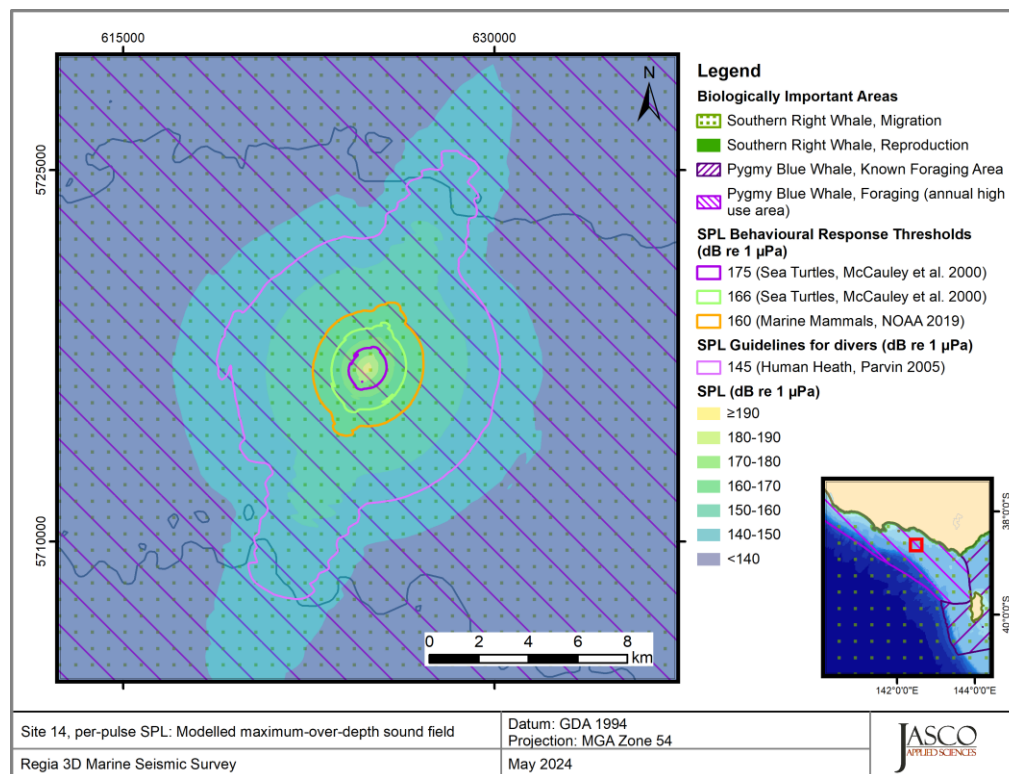 615000
630000
5725000
5710000
N
0 2 4 6 8
km
Legend
Biologically Important Areas
Southern Right Whale, Migration
Southern Right Whale, Reproduction
Pygmy Blue Whale, Known Foraging Area
Pygmy Blue Whale, Foraging (annual high
use area)
SPL Behavioural Response Thresholds
(dB re 1 µPa)
175 (Sea Turtles, McCauley et al. 2000)
166 (Sea Turtles, McCauley et al. 2000)
160 (Marine Mammals, NOAA 2019)
SPL Guidelines for divers (dB re 1 µPa)
145 (Human Heath, Parvin 2005)
SPL (dB re 1 µPa)
≥190
180-190
170-180
160-170
150-160
140-150
<140
38°0'0"S
40°0'0"S
142°0'0"E
144°0'0"E
Site 14, per-pulse SPL: Modelled maximum-over-depth sound field
Datum: GDA 1994
Projection: MGA Zone 54
Regia 3D Marine Seismic Survey
May 2024
JASCO
APPLIED SCIENCES